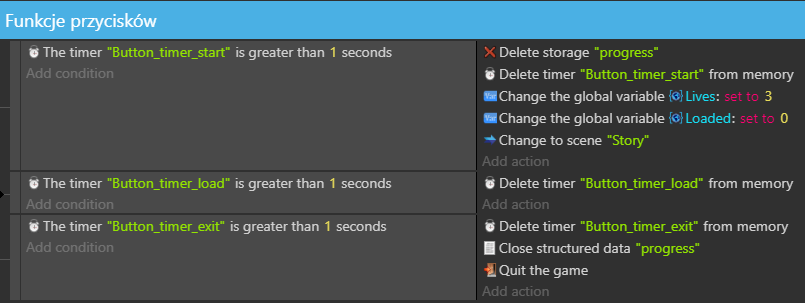 Funkcje przycisków
The timer "Button_timer_start" is greater than 1 seconds
Add condition
Delete storage "progress"
Delete timer "Button_timer_start" from memory
Change the global variable Lives: set to 3
Change the global variable Loaded: set to 0
Change to scene "Story"
Add action
The timer "Button_timer_load" is greater than 1 seconds
Add condition
Delete timer "Button_timer_load" from memory
Add action
The timer "Button_timer_exit" is greater than 1 seconds
Add condition
Delete timer "Button_timer_exit" from memory
Close structured data "progress"
Quit the game
Add action